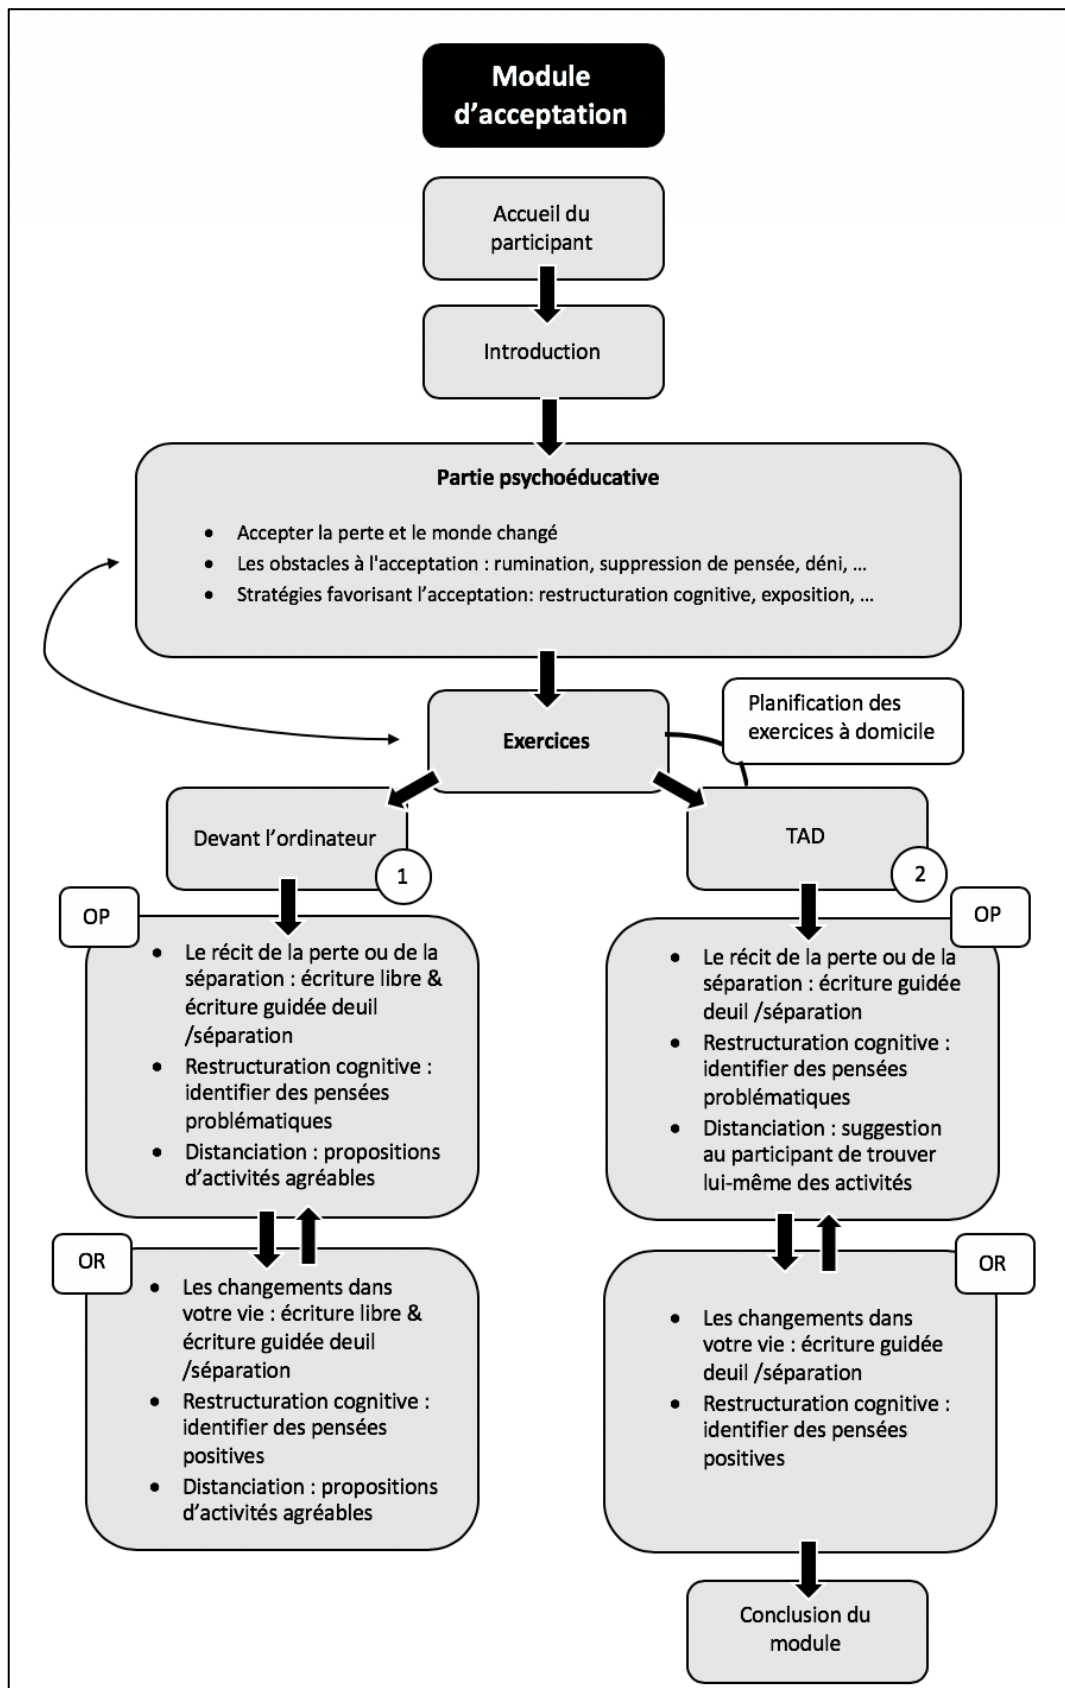 Module
d’acceptation
Accueil du
participant
Introduction
Partie psychoéducative
• Accepter la perte et le monde changé
• Les obstacles à l'acceptation : rumination, suppression de pensée, déni, ...
• Stratégies favorisant l’acceptation: restructuration cognitive, exposition, ...
Exercices
Planification des
exercices à domicile
Devant l’ordinateur
1
OP
• Le récit de la perte ou de la
séparation : écriture libre &
écriture guidée deuil
/séparation
• Restructuration cognitive :
identifier des pensées
problématiques
• Distanciation : propositions
d’activités agréables
OR
• Les changements dans
votre vie : écriture libre &
écriture guidée deuil
/séparation
• Restructuration cognitive :
identifier des pensées
positives
• Distanciation : propositions
d’activités agréables
TAD
2
OP
• Le récit de la perte ou de la
séparation : écriture guidée
deuil /séparation
• Restructuration cognitive :
identifier des pensées
problématiques
• Distanciation : suggestion
au participant de trouver
lui-même des activités
OR
• Les changements dans
votre vie : écriture guidée
deuil /séparation
• Restructuration cognitive :
identifier des pensées
positives
Conclusion du
module